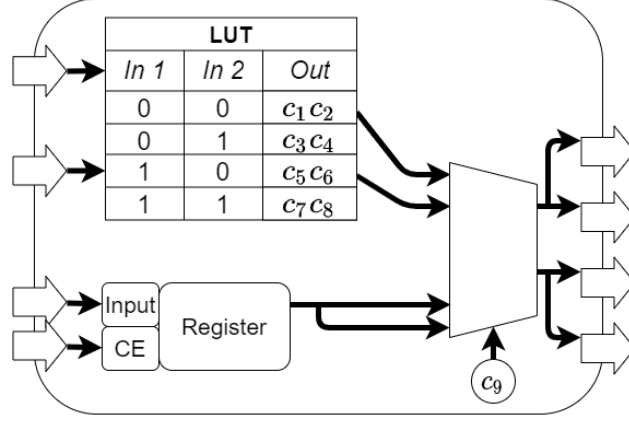 LUT
In 1 In 2 Out
0 0 c₁c₂
0 1 c₃c₄
1 0 c₅c₆
1 1 c₇c₈
Input
CE
Register
c₉